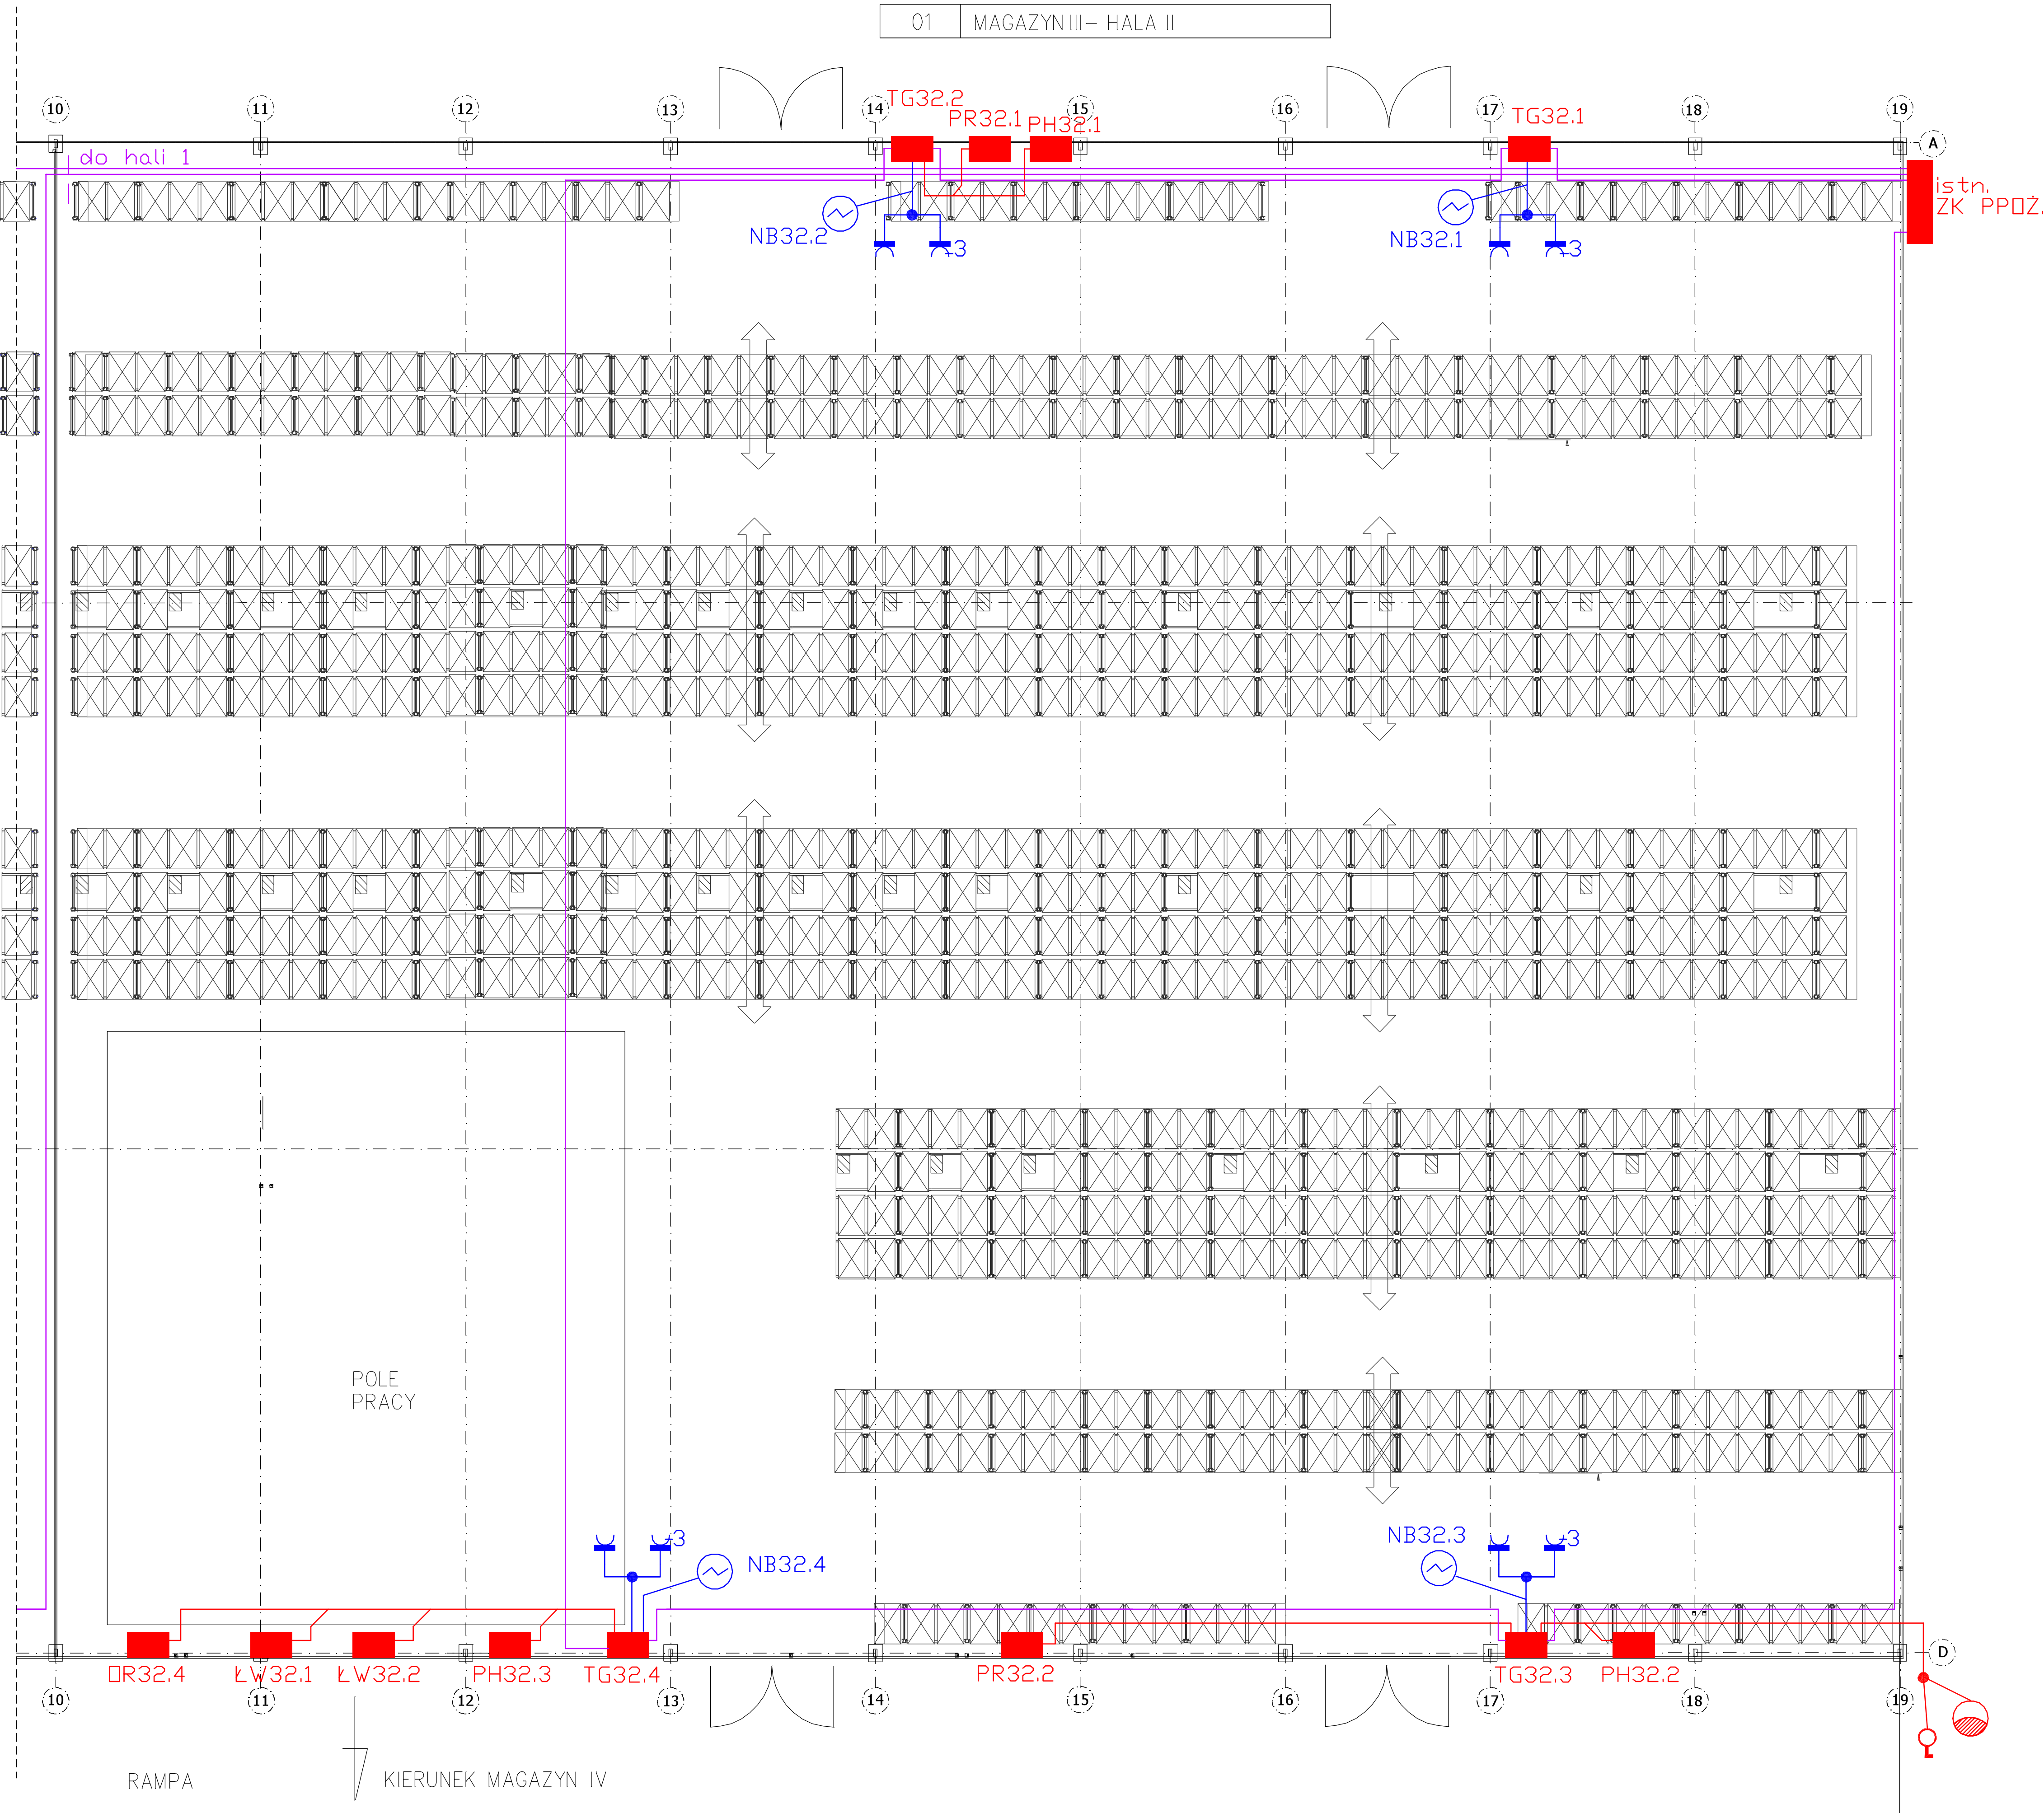 01 MAGAZYN III- HALA II
10 11 12 13 14 15 16 17 18 19
TG32.2
PR32.1
PH32.1
TG32.1
A
do hali 1
istn.
ZK PPOŻ.
NB32.2
+3
NB32.1
+3
POLE
PRACY
+3
NB32.4
NB32.3
+3
OR32.4 ŁW32.1 ŁW32.2 PH32.3 TG32.4 PR32.2 TG32.3 PH32.2
D
10 11 12 13 14 15 16 17 18 19
RAMPA
KIERUNEK MAGAZYN IV